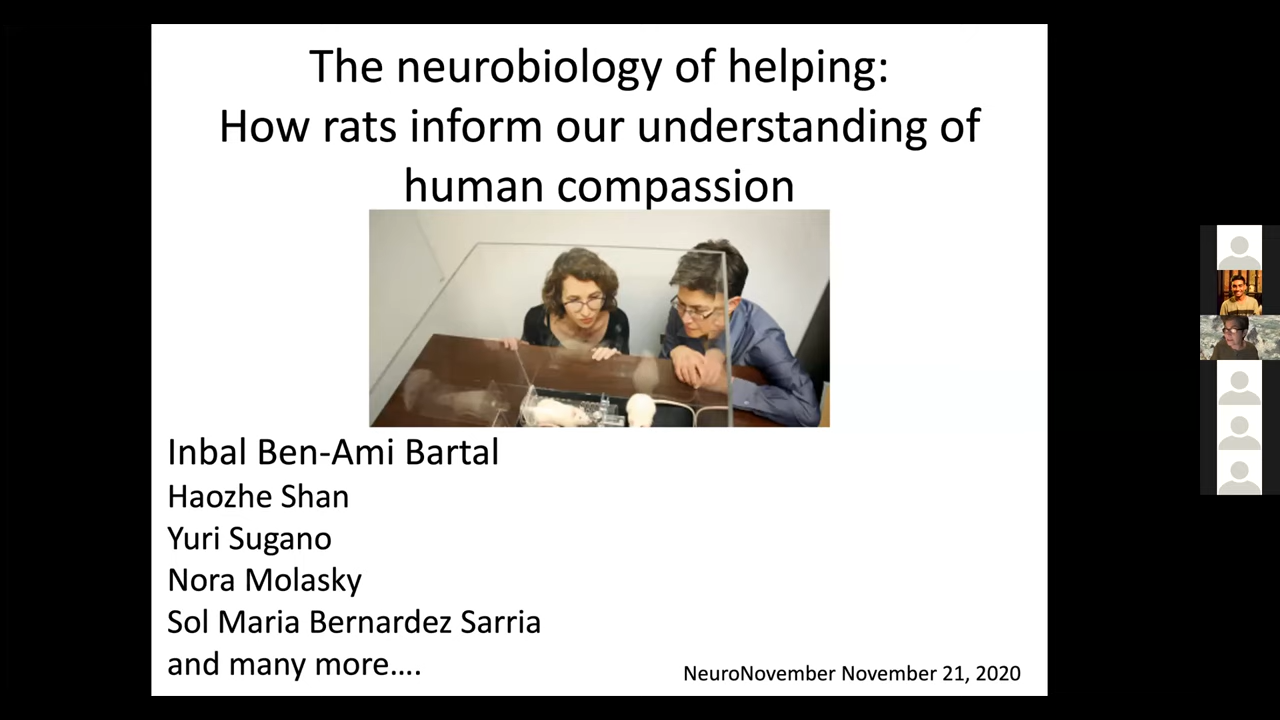 The neurobiology of helping:
How rats inform our understanding of
human compassion
Inbal Ben-Ami Bartal
Haozhe Shan
Yuri Sugano
Nora Molasky
Sol Maria Bernardez Sarria
and many more....
NeuroNovember November 21, 2020